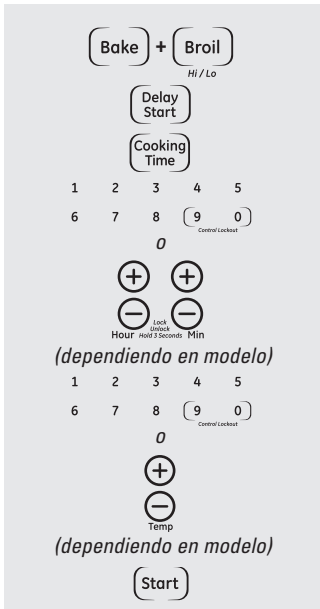 Bake + Broil
Hi / Lo
Delay
Start
Cooking
Time
1 2 3 4 5
6 7 8 9 0
Control Lockout
o
+ +
− −
Lock
Unlock
Hour Hold 3 Seconds Min
(dependiendo en modelo)
1 2 3 4 5
6 7 8 9 0
Control Lockout
o
+
−
Temp
(dependiendo en modelo)
Start